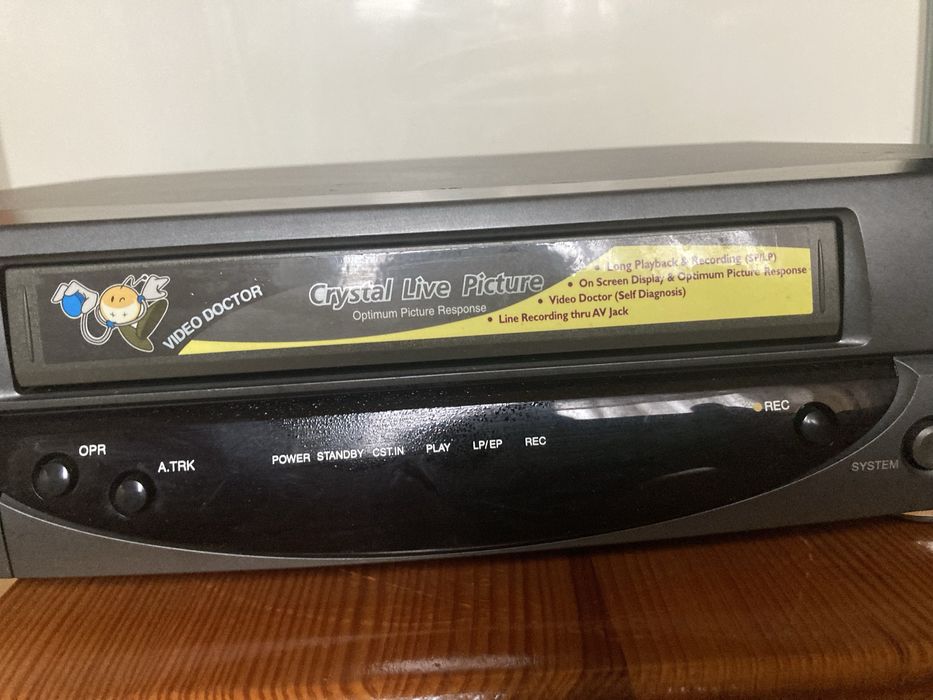 VIDEO DOCTOR
Crystal Live Picture
Optimum Picture Response
• Long Playback & Recording (SP/LP)
• On Screen Display & Optimum Picture Response
• Video Doctor (Self Diagnosis)
• Line Recording thru AV Jack
OPR
A.TRK
POWER STANDBY CST.IN PLAY LP/EP REC
REC
SYSTEM